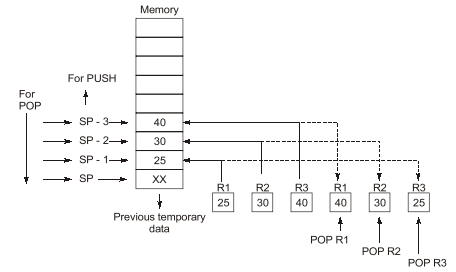 Memory
For PUSH
For
POP
SP - 3
40
SP - 2
30
SP - 1
25
SP
XX
R1 R2 R3 R1 R2 R3
25 30 40 40 30 25
Previous temporary
data
POP R1
POP R2
POP R3